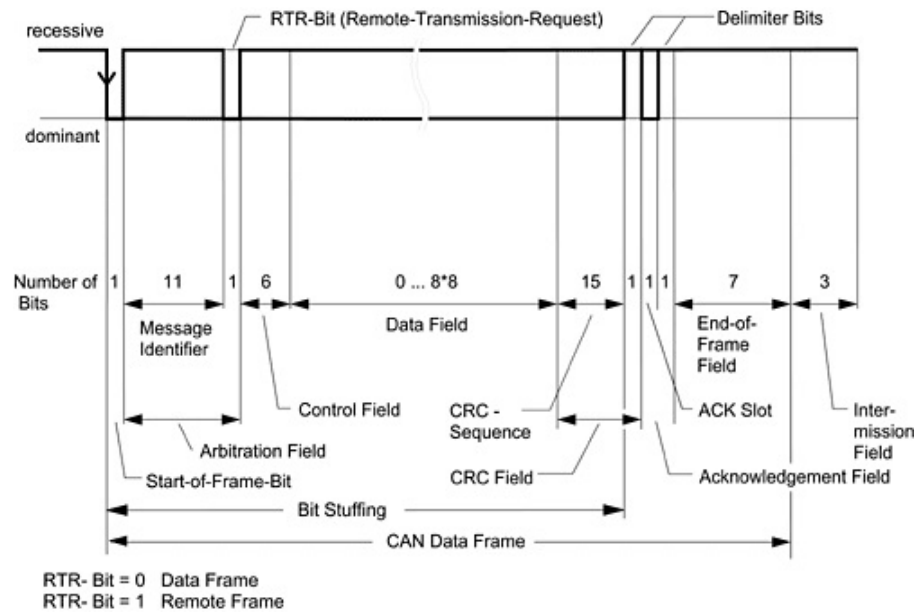 RTR-Bit (Remote-Transmission-Request)
Delimiter Bits
recessive
dominant
Number of
Bits
1
11
1
6
0 ... 8*8
15
1
1
1
7
3
Message
Identifier
Data Field
End-of-
Frame
Field
Control Field
CRC -
Sequence
ACK Slot
Inter-
mission
Field
Arbitration Field
CRC Field
Acknowledgement Field
Start-of-Frame-Bit
Bit Stuffing
CAN Data Frame
RTR- Bit = 0 Data Frame
RTR- Bit = 1 Remote Frame